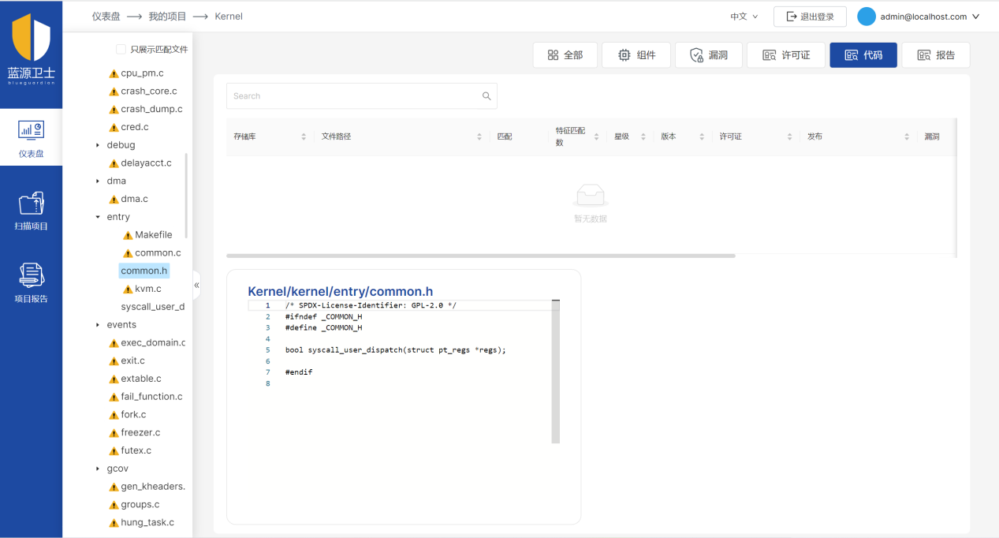 仪表盘 → 我的项目 → Kernel
中文
退出登录
admin@localhost.com
蓝源卫士
blueguardian
仪表盘
扫描项目
项目报告
只展示匹配文件
cpu_pm.c
crash_core.c
crash_dump.c
cred.c
debug
delayacct.c
dma
dma.c
entry
Makefile
common.c
common.h
kvm.c
syscall_user_d
events
exec_domain.c
exit.c
extable.c
fail_function.c
fork.c
freezer.c
futex.c
gcov
gen_kheaders.
groups.c
hung_task.c
«
全部
组件
漏洞
许可证
代码
报告
Search
存储库 文件路径 匹配 特征匹配数 星级 版本 许可证 发布 漏洞
暂无数据
Kernel/kernel/entry/common.h
1 /* SPDX-License-Identifier: GPL-2.0 */
2 #ifndef _COMMON_H
3 #define _COMMON_H
4
5 bool syscall_user_dispatch(struct pt_regs *regs);
6
7 #endif
8